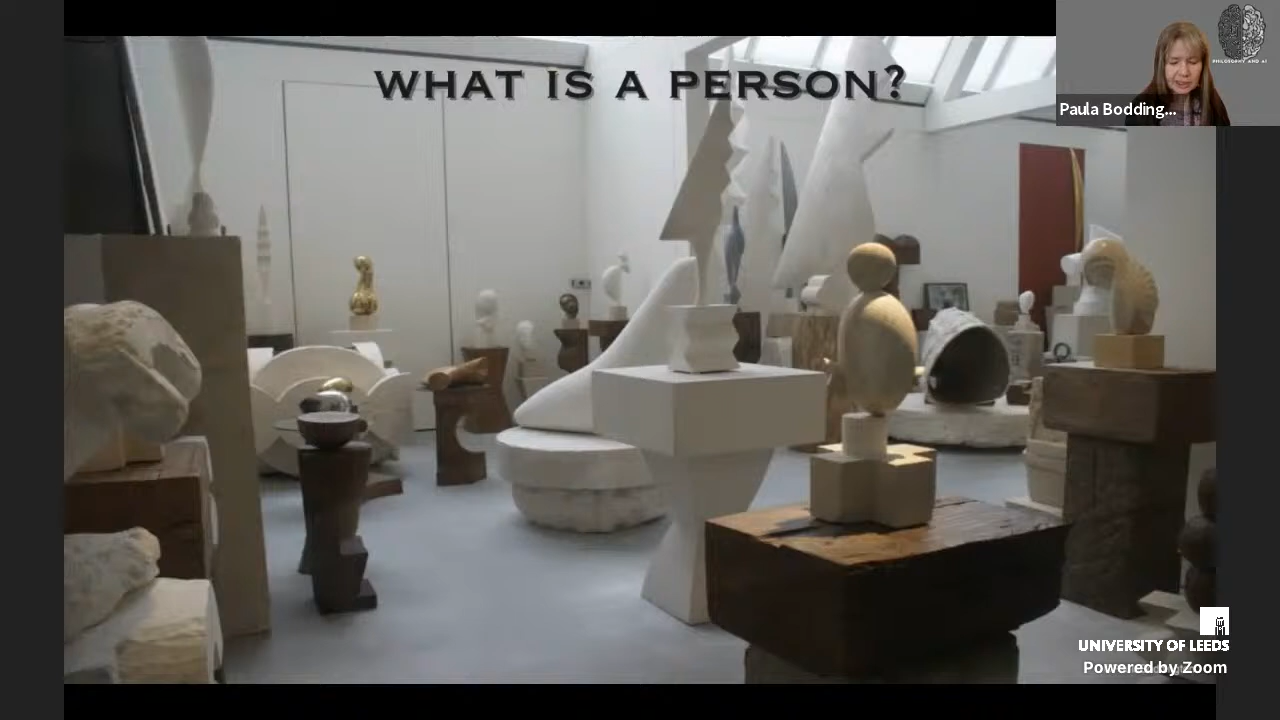 WHAT IS A PERSON?
PHILOSOPHY AND AI
Paula Bodding...
UNIVERSITY OF LEEDS
Powered by Zoom